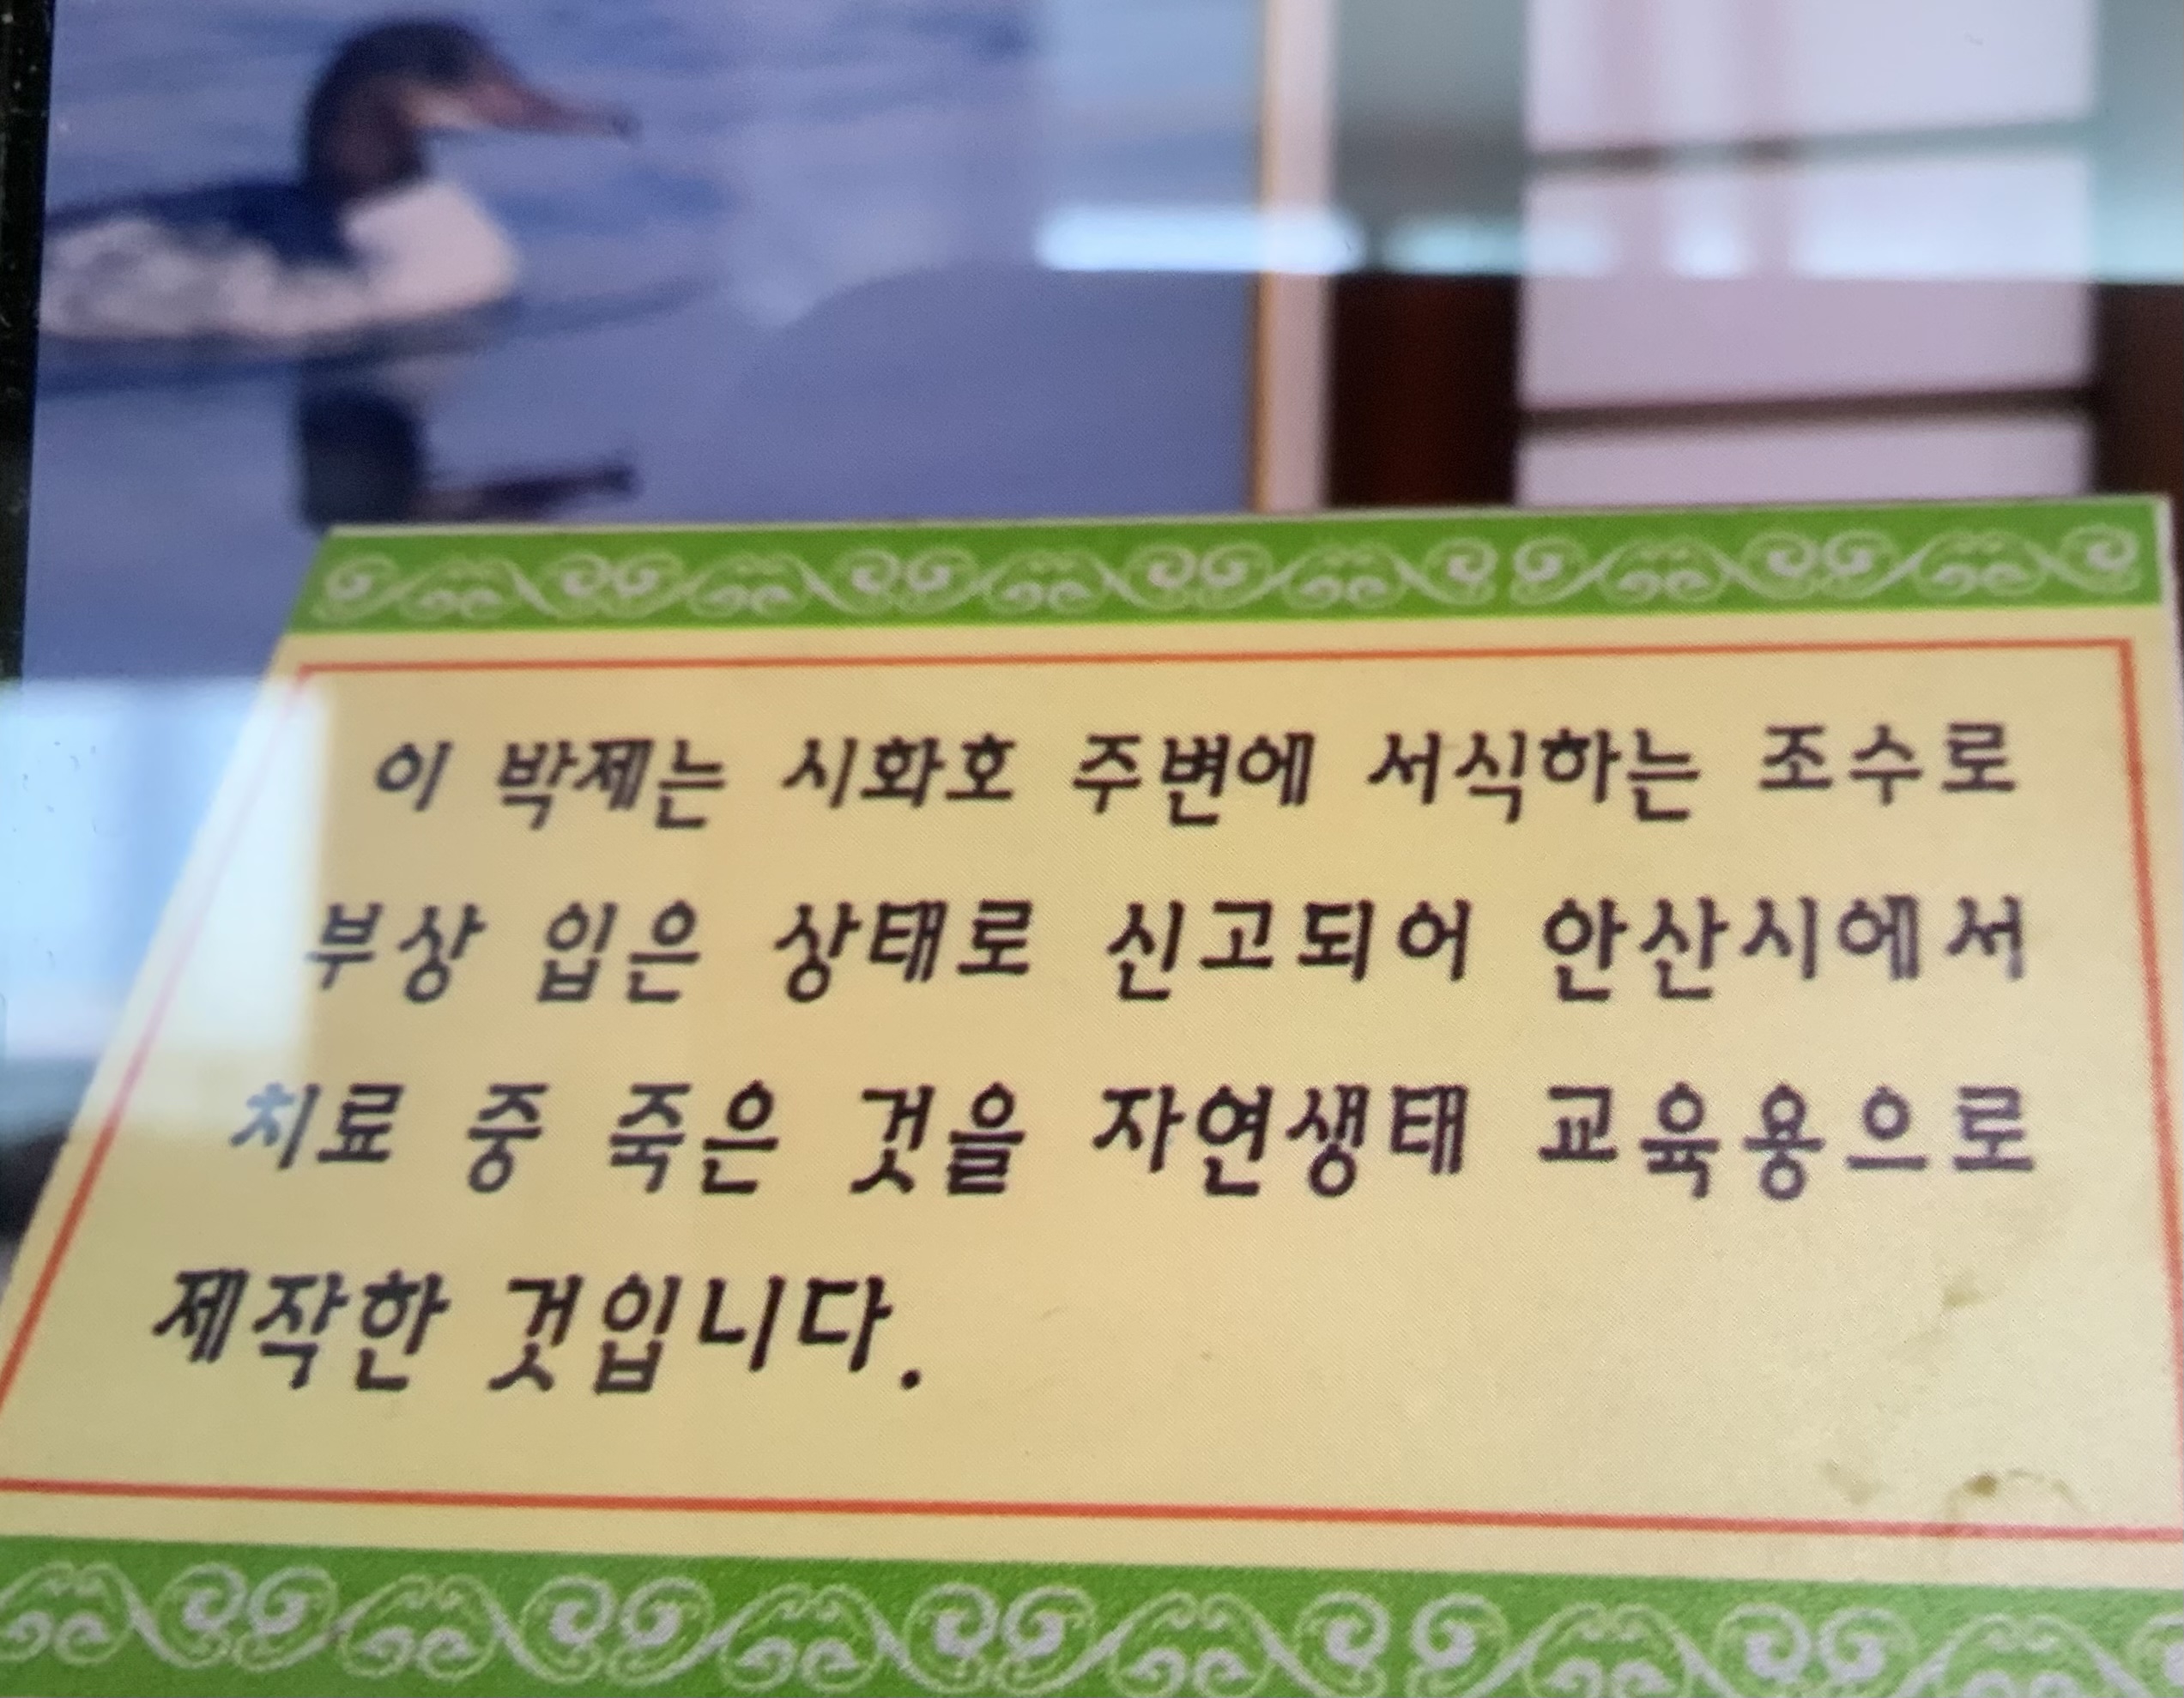 이 박제는 시화호 주변에 서식하는 조수로
부상 입은 상태로 신고되어 안산시에서
치료 중 죽은 것을 자연생태 교육용으로
제작한 것입니다.